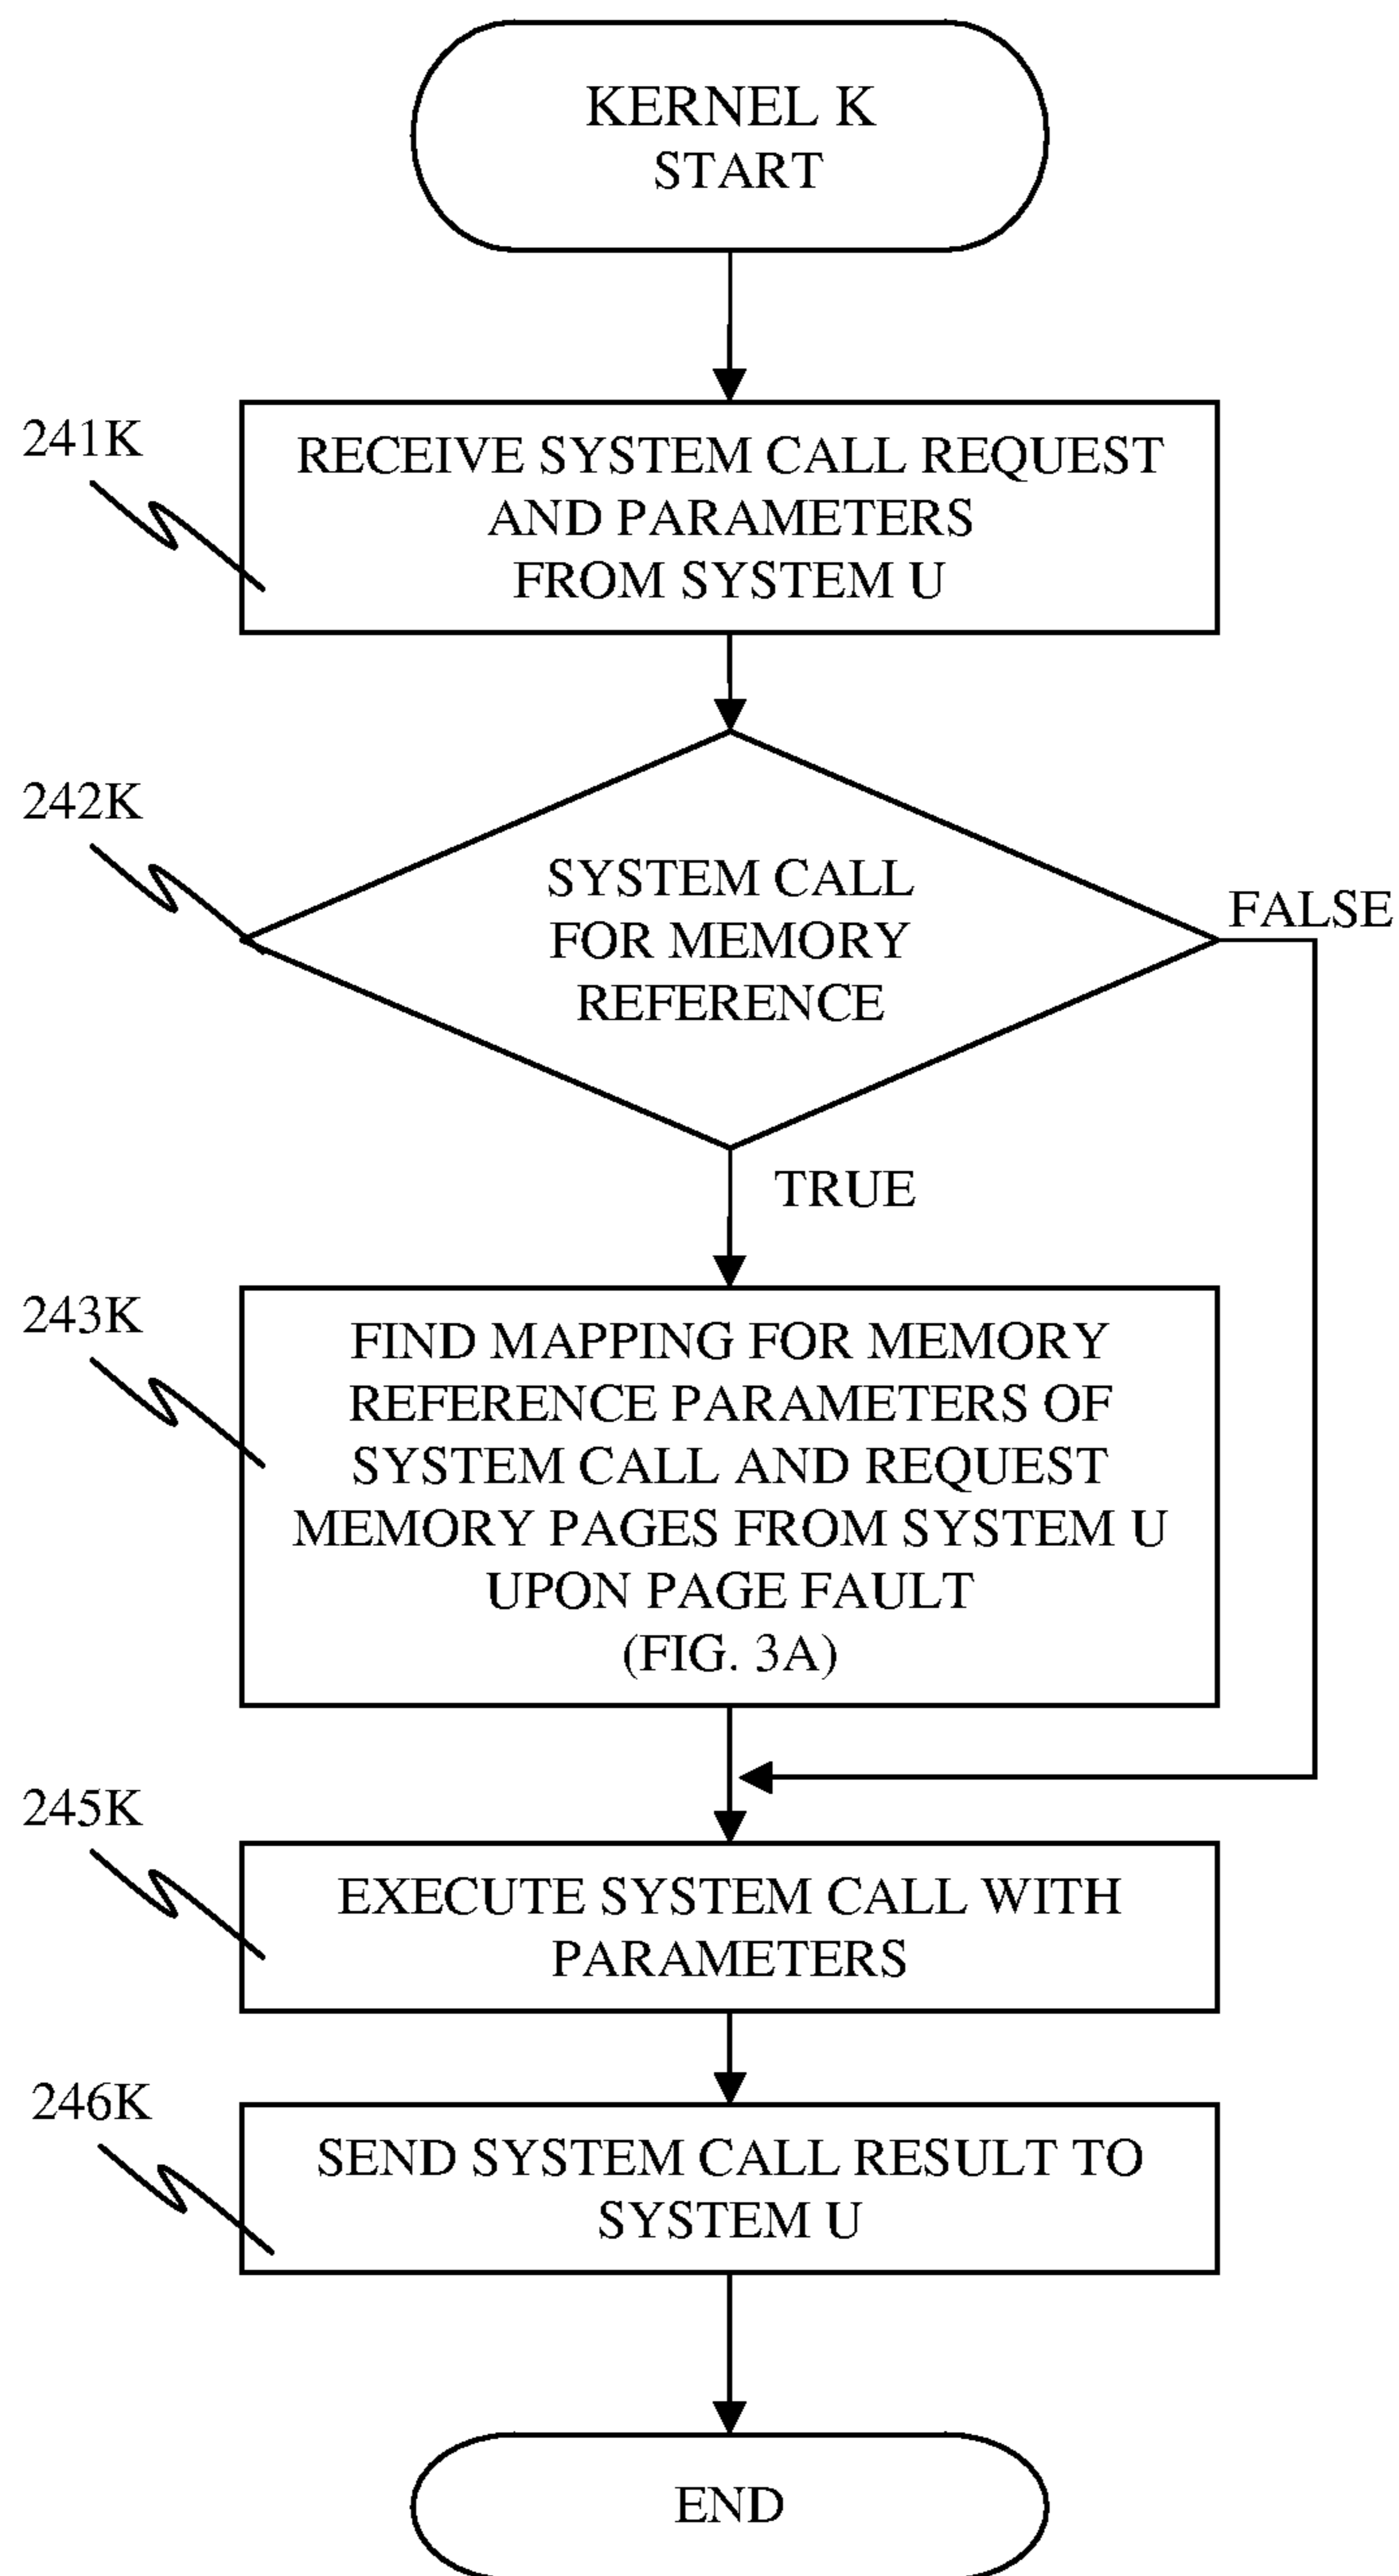 KERNEL K
START
241K
RECEIVE SYSTEM CALL REQUEST
AND PARAMETERS
FROM SYSTEM U
242K
SYSTEM CALL
FOR MEMORY
REFERENCE
FALSE
TRUE
243K
FIND MAPPING FOR MEMORY
REFERENCE PARAMETERS OF
SYSTEM CALL AND REQUEST
MEMORY PAGES FROM SYSTEM U
UPON PAGE FAULT
(FIG. 3A)
245K
EXECUTE SYSTEM CALL WITH
PARAMETERS
246K
SEND SYSTEM CALL RESULT TO
SYSTEM U
END